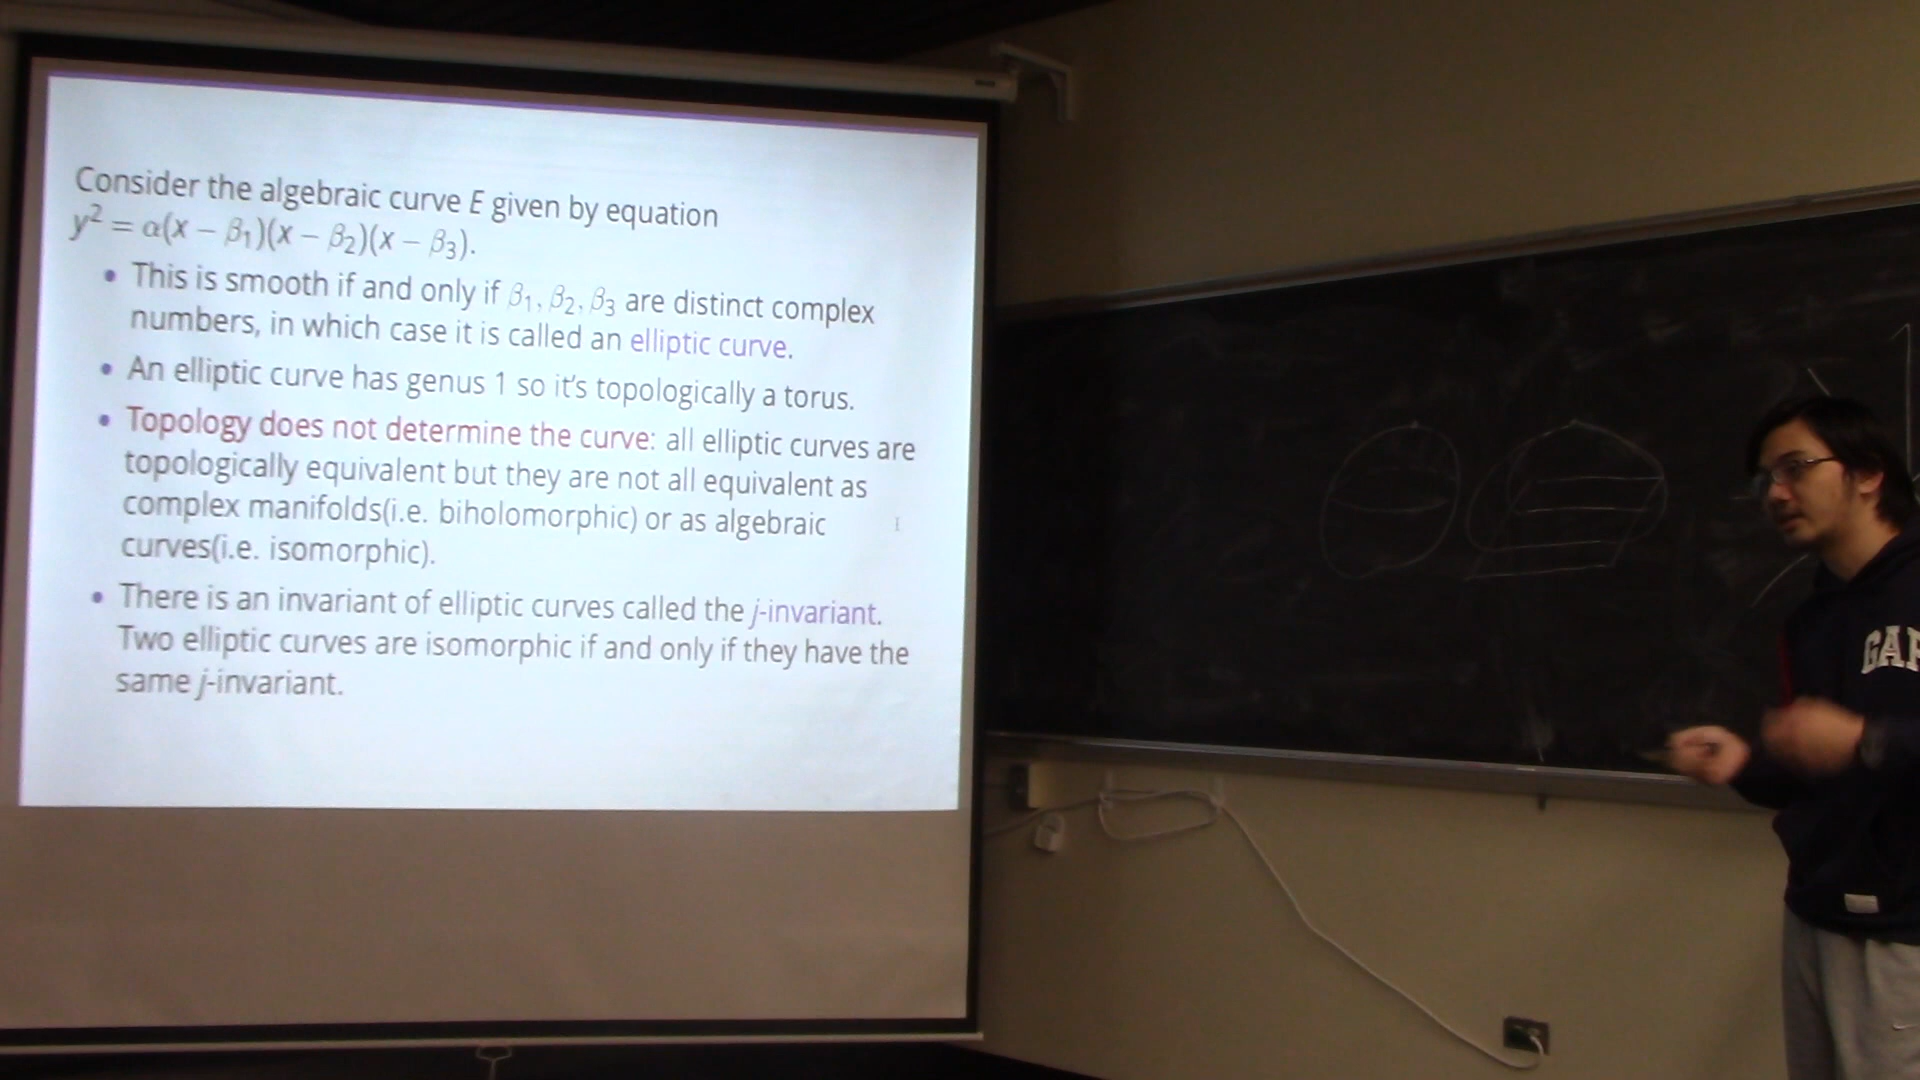 Consider the algebraic curve E given by equation
y² = α(x – β₁)(x – β₂)(x – β₃).
• This is smooth if and only if β₁, β₂, β₃ are distinct complex
numbers, in which case it is called an elliptic curve.
• An elliptic curve has genus 1 so it's topologically a torus.
• Topology does not determine the curve: all elliptic curves are
topologically equivalent but they are not all equivalent as
complex manifolds(i.e. biholomorphic) or as algebraic
curves(i.e. isomorphic).
• There is an invariant of elliptic curves called the j-invariant.
Two elliptic curves are isomorphic if and only if they have the
same j-invariant.